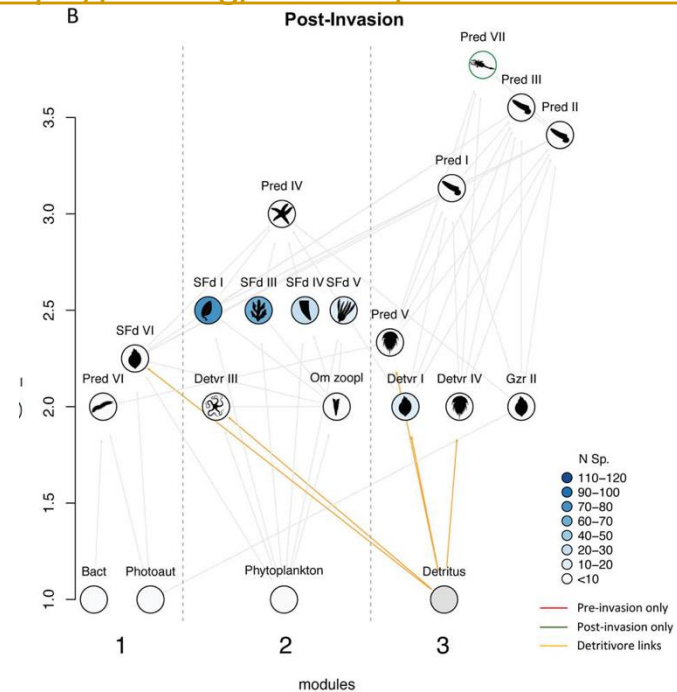 B
Post-Invasion
Pred VII
Pred III
Pred II
3.5
Pred I
Pred IV
3.0
SFd I
SFd III
SFd IV
SFd V
2.5
Pred V
SFd VI
Pred VI
Detvr III
Om zoopl
Detvr I
Detvr IV
Gzr II
2.0
N Sp.
110–120
90–100
70–80
60–70
40–50
20–30
10–20
<10
1.5
Bact
Photoaut
Phytoplankton
Detritus
1.0
Pre-invasion only
Post-invasion only
Detritivore links
1
2
3
modules